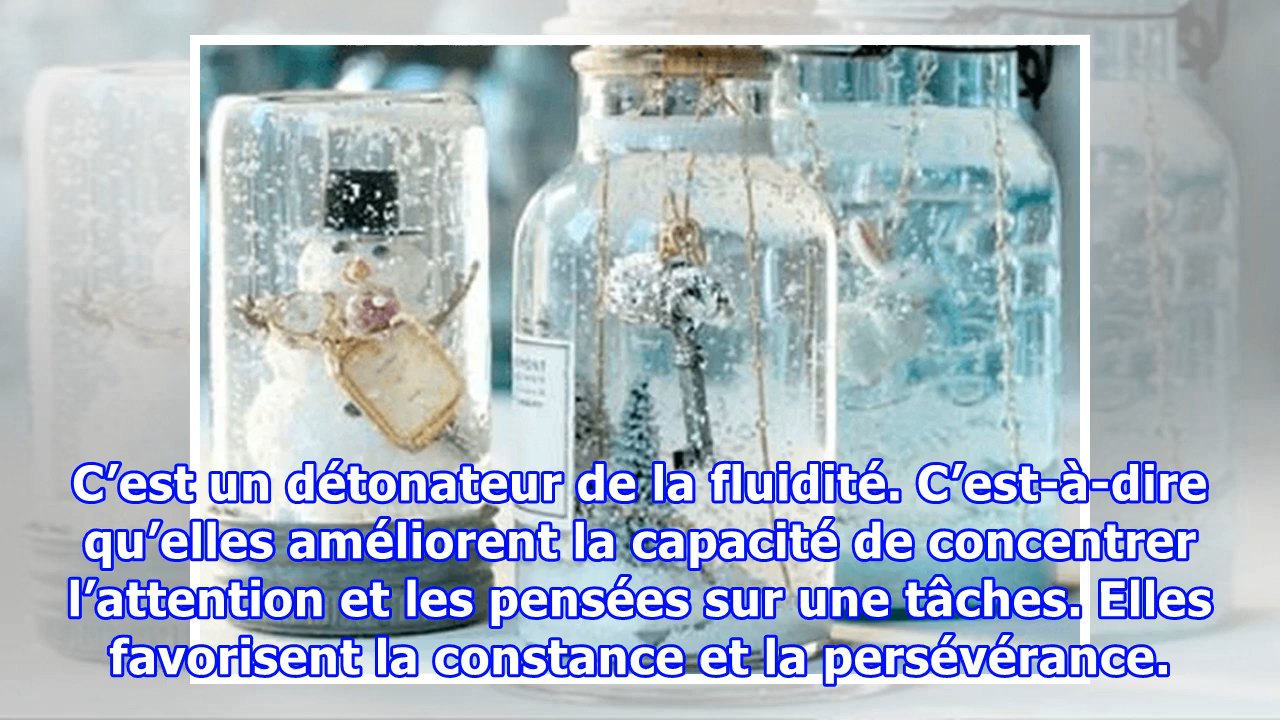 C’est un détonateur de la fluidité. C’est-à-dire
qu’elles améliorent la capacité de concentrer
l’attention et les pensées sur une tâches. Elles
favorisent la constance et la persévérance.